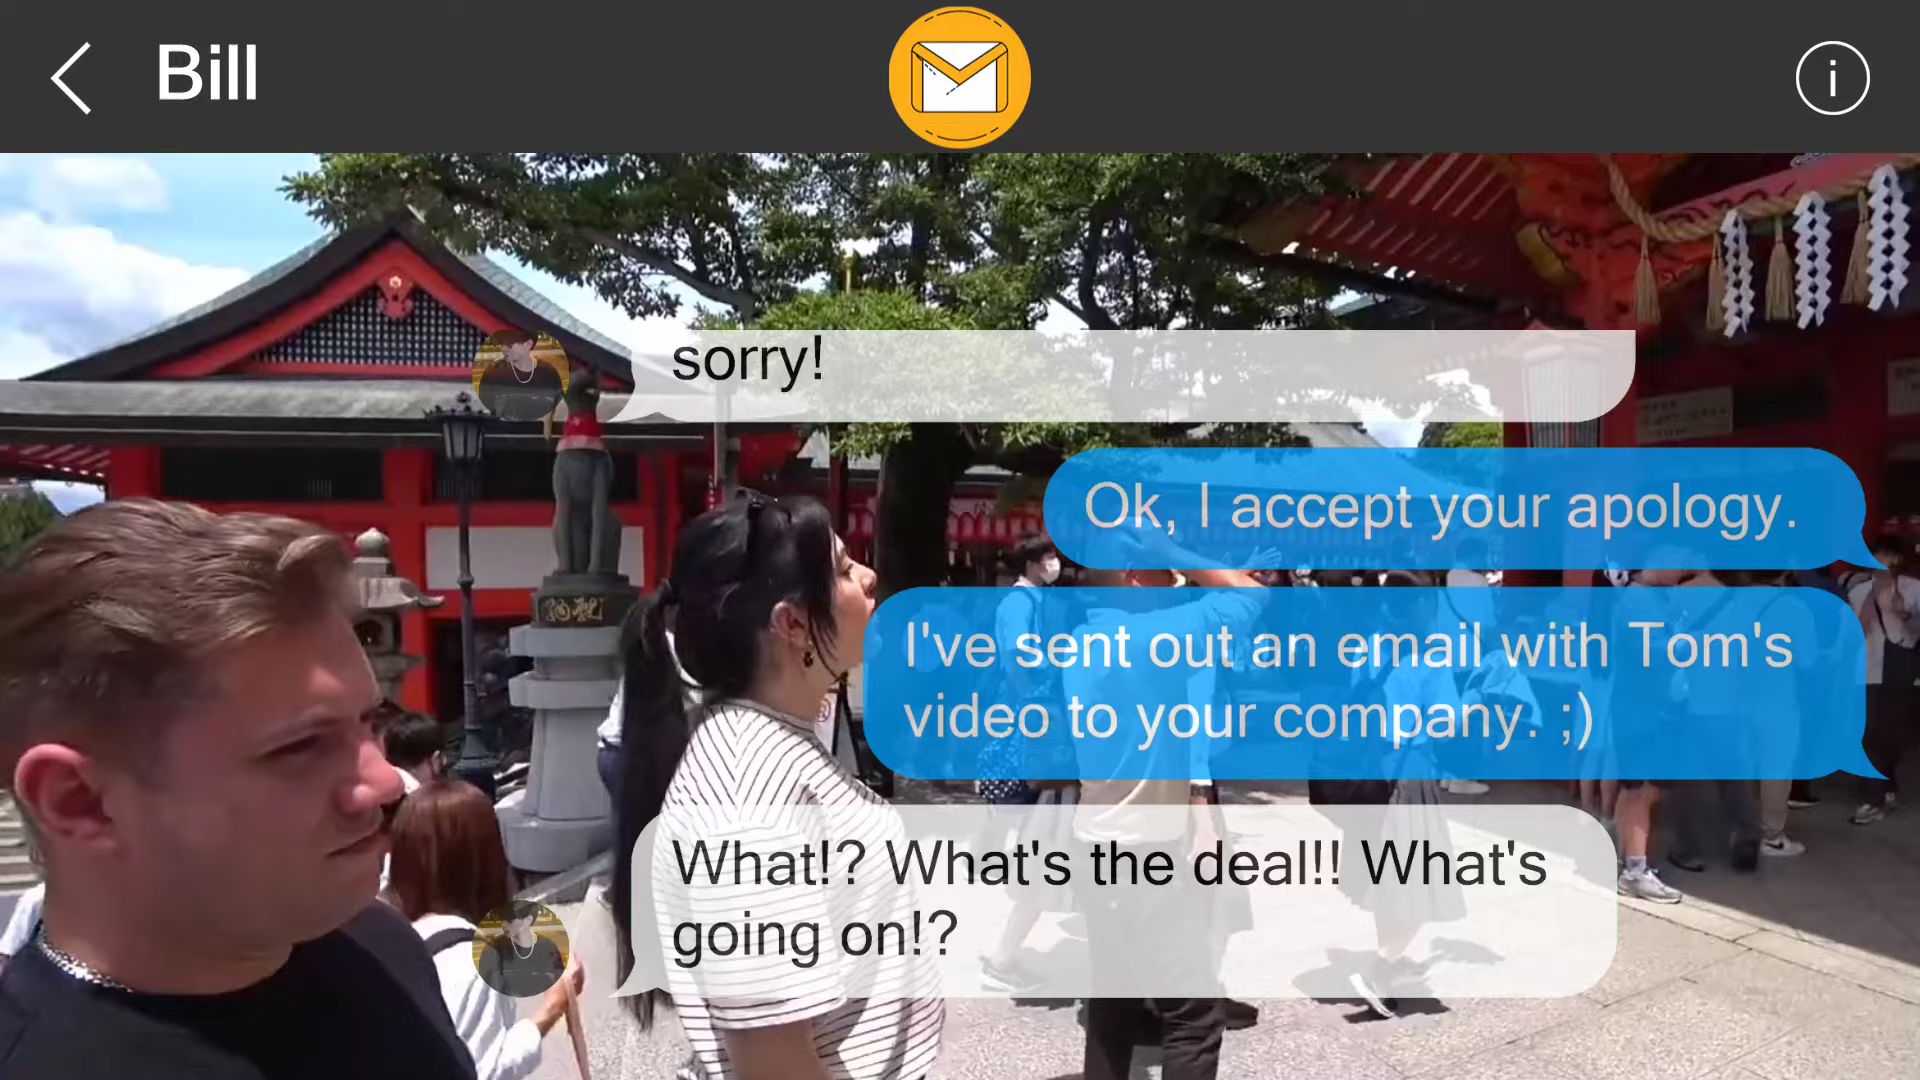 Bill
sorry!
Ok, I accept your apology.
I've sent out an email with Tom's
video to your company. ;)
What!? What's the deal!! What's
going on!?